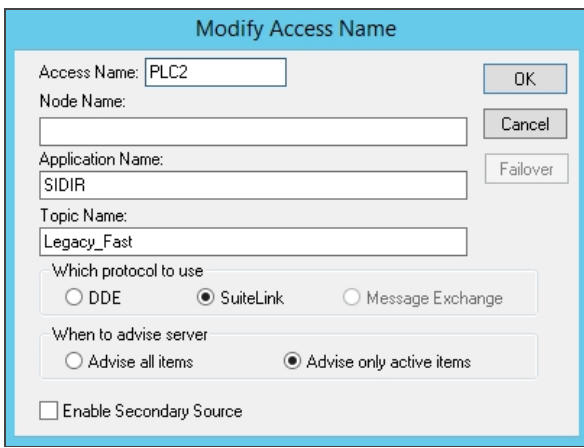 Modify Access Name
Access Name: PLC2
OK
Node Name:
Cancel
Application Name:
Failover
SIDIR
Topic Name:
Legacy_Fast
Which protocol to use
DDE SuiteLink Message Exchange
When to advise server
Advise all items Advise only active items
Enable Secondary Source